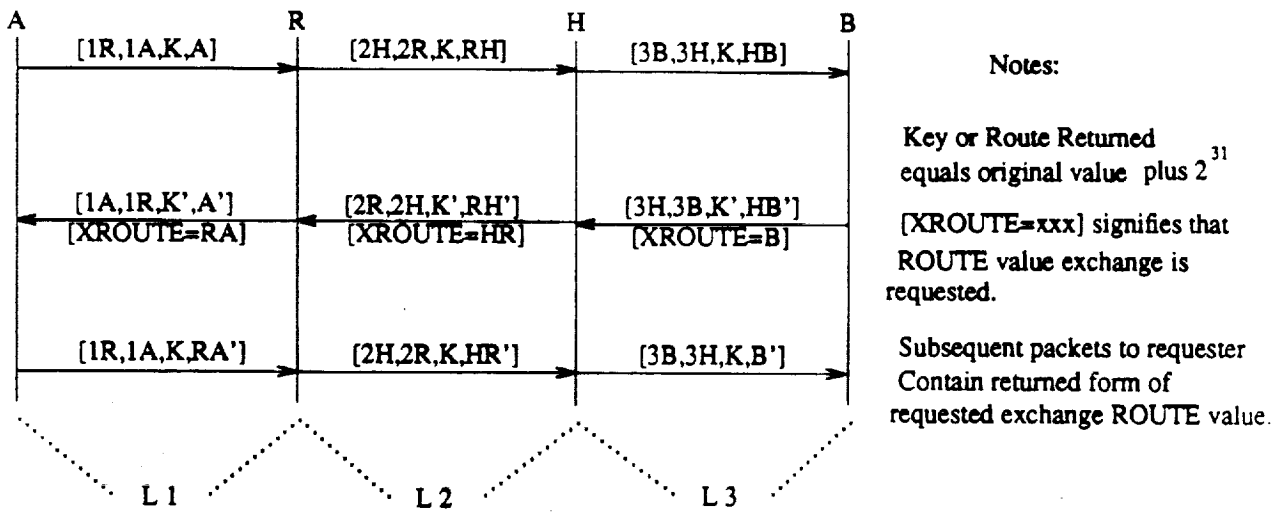 A R H B
[1R,1A,K,A] [2H,2R,K,RH] [3B,3H,K,HB]
Notes:
Key or Route Returned
equals original value plus 2^31
[1A,1R,K',A'] [2R,2H,K',RH'] [3H,3B,K',HB']
[XROUTE=RA] [XROUTE=HR] [XROUTE=B]
[XROUTE=xxx] signifies that
ROUTE value exchange is
requested.
[1R,1A,K,RA'] [2H,2R,K,HR'] [3B,3H,K,B']
Subsequent packets to requester
Contain returned form of
requested exchange ROUTE value.
L 1 L 2 L 3